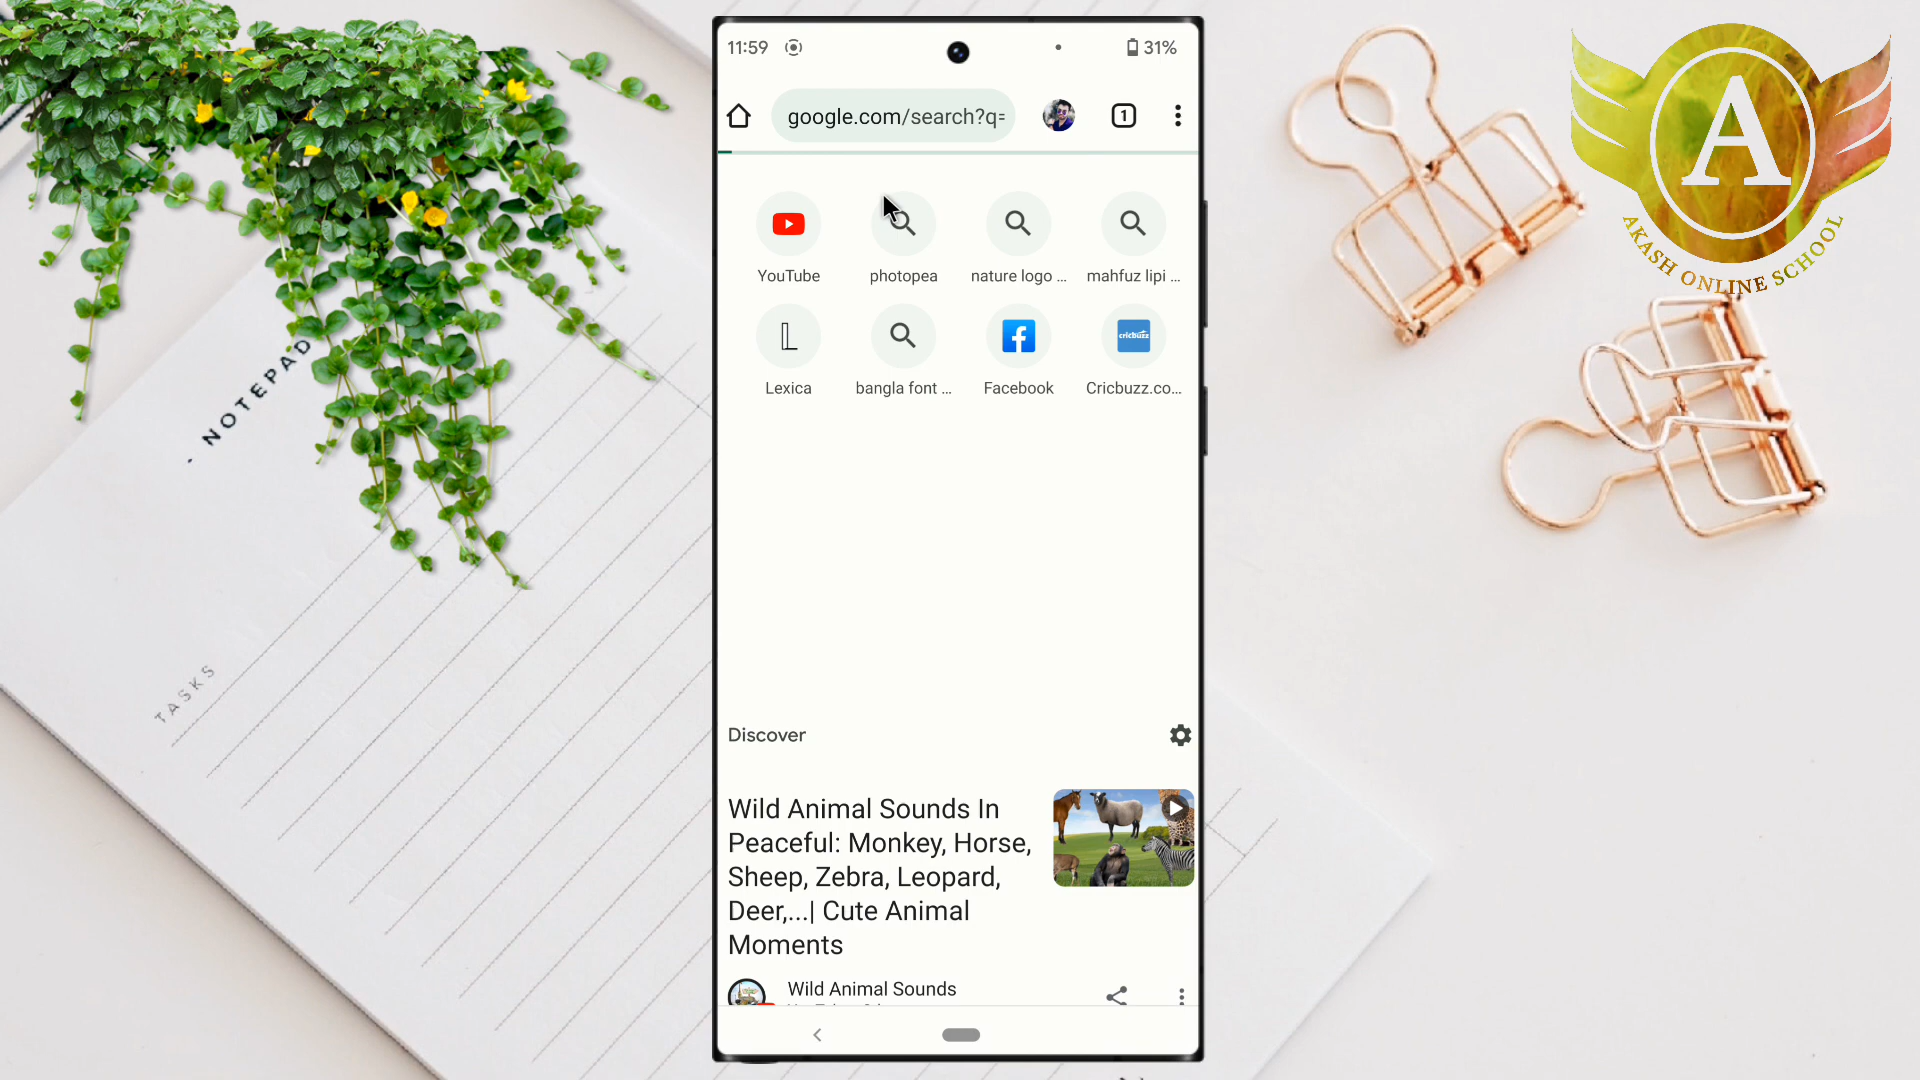 11:59
31%
google.com/search?q=
1
YouTube
photopea
nature logo ...
mahfuz lipi ...
Lexica
bangla font ...
Facebook
cricbuzz
Cricbuzz.co...
Discover
Wild Animal Sounds In
Peaceful: Monkey, Horse,
Sheep, Zebra, Leopard,
Deer,...| Cute Animal
Moments
Wild Animal Sounds
- NOTEPAD
TASKS
A
AKASH ONLINE SCHOOL